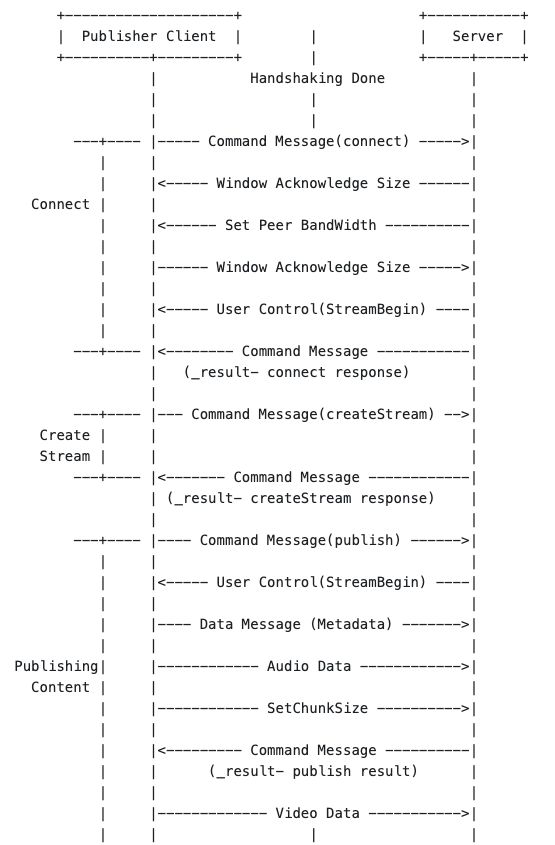 Publisher Client | Server
Handshaking Done
---+---- |----- Command Message(connect) ----->|
|<----- Window Acknowledge Size ------|
Connect |
|<------ Set Peer BandWidth ----------|
|----- Window Acknowledge Size ------>|
|<----- User Control(StreamBegin) ----|
---+---- |<-------- Command Message -----------|
(_result- connect response)
---+---- |--- Command Message(createStream) -->|
Create |
Stream |
---+---- |<------- Command Message ------------|
(_result- createStream response)
---+---- |---- Command Message(publish) ------>|
|<----- User Control(StreamBegin) ----|
|---- Data Message (Metadata) ------->|
Publishing| |------------ Audio Data ------------>|
Content |
|------------ SetChunkSize ---------->|
|<--------- Command Message ----------|
(_result- publish result)
|------------- Video Data ----------->|